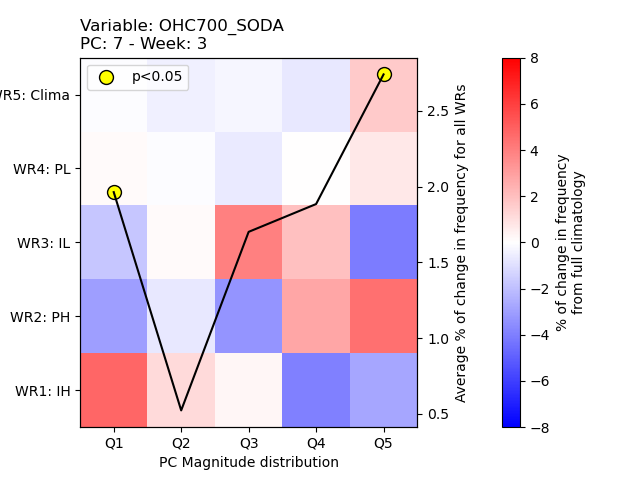 Variable: OHC700_SODA
PC: 7 - Week: 3
p<0.05
WR5: Clima
WR4: PL
WR3: IL
WR2: PH
WR1: IH
Q1 Q2 Q3 Q4 Q5
PC Magnitude distribution
2.5
2.0
1.5
1.0
0.5
Average % of change in frequency for all WRs
8
6
4
2
0
−2
−4
−6
−8
% of change in frequency
from full climatology